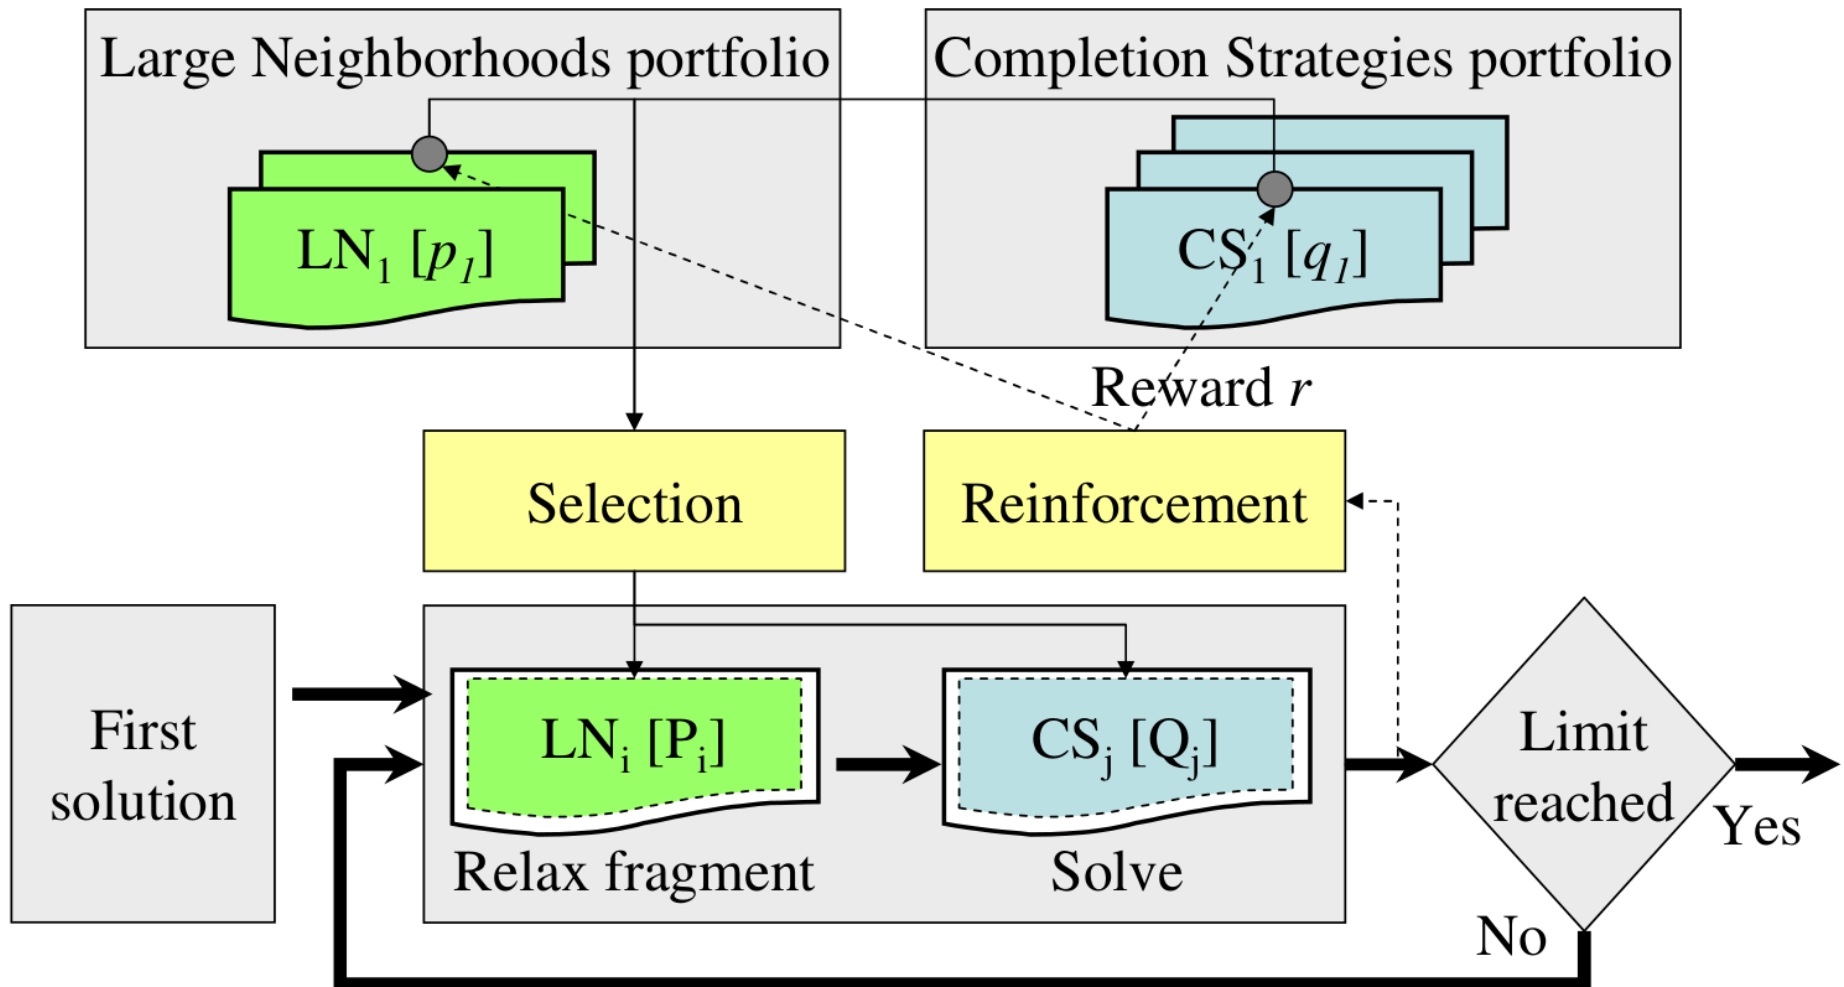 Large Neighborhoods portfolio
Completion Strategies portfolio
LN₁ [p₁]
CS₁ [q₁]
Reward r
Selection
Reinforcement
First
solution
LNᵢ [Pᵢ]
CSⱼ [Qⱼ]
Relax fragment
Solve
Limit
reached
Yes
No